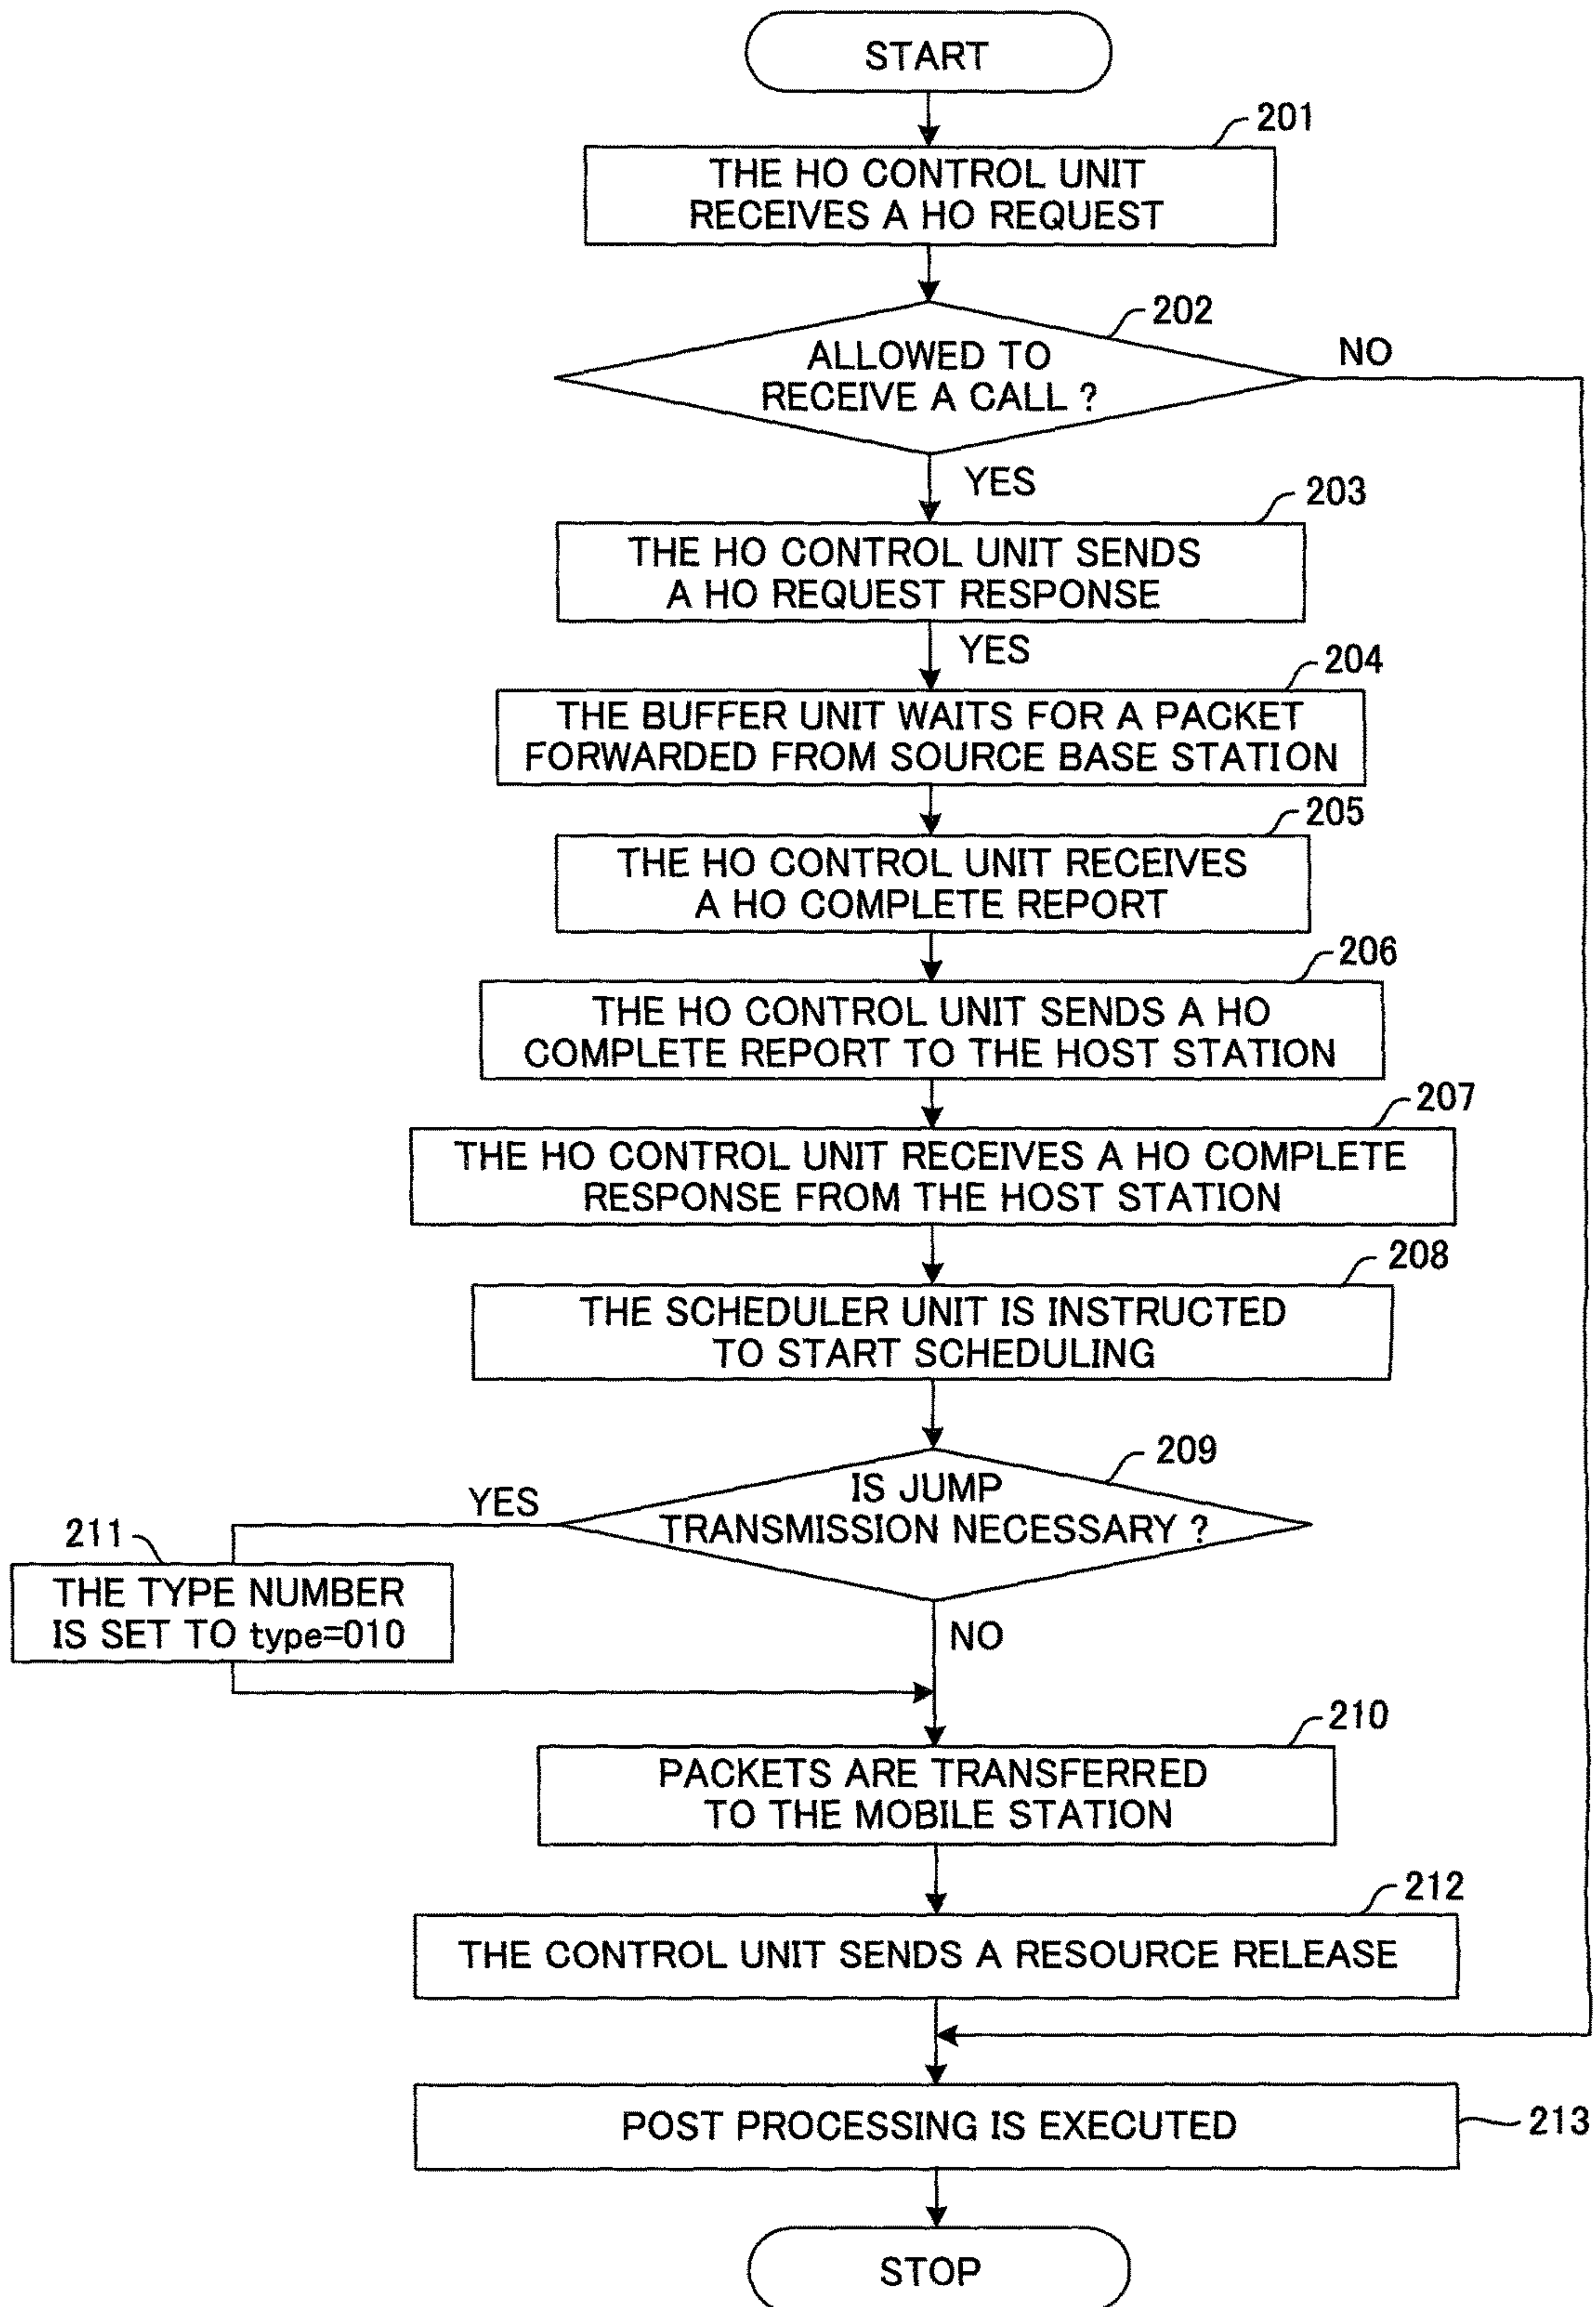 START
201
THE HO CONTROL UNIT
RECEIVES A HO REQUEST
202
ALLOWED TO
RECEIVE A CALL ?
NO
YES
203
THE HO CONTROL UNIT SENDS
A HO REQUEST RESPONSE
YES
204
THE BUFFER UNIT WAITS FOR A PACKET
FORWARDED FROM SOURCE BASE STATION
205
THE HO CONTROL UNIT RECEIVES
A HO COMPLETE REPORT
206
THE HO CONTROL UNIT SENDS A HO
COMPLETE REPORT TO THE HOST STATION
207
THE HO CONTROL UNIT RECEIVES A HO COMPLETE
RESPONSE FROM THE HOST STATION
208
THE SCHEDULER UNIT IS INSTRUCTED
TO START SCHEDULING
209
IS JUMP
TRANSMISSION NECESSARY ?
YES
211
THE TYPE NUMBER
IS SET TO type=010
NO
210
PACKETS ARE TRANSFERRED
TO THE MOBILE STATION
212
THE CONTROL UNIT SENDS A RESOURCE RELEASE
POST PROCESSING IS EXECUTED
213
STOP